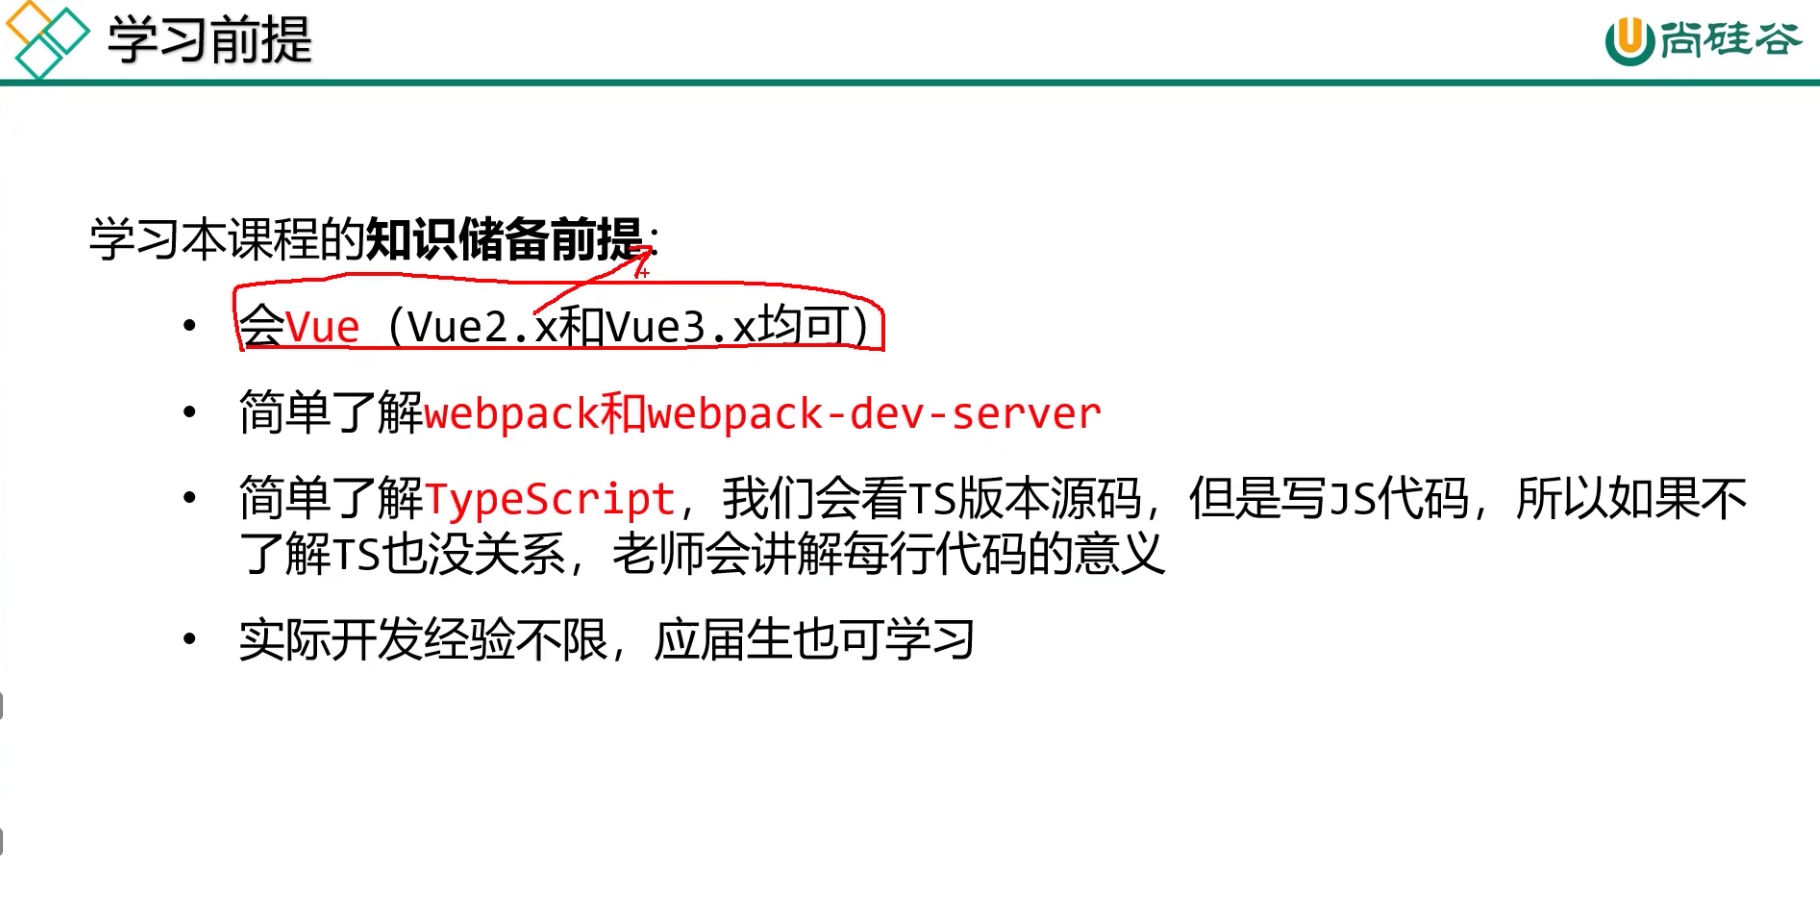 学习前提
尚硅谷
学习本课程的知识储备前提：
• 会Vue（Vue2.x和Vue3.x均可）
• 简单了解webpack和webpack-dev-server
• 简单了解TypeScript，我们会看TS版本源码，但是写JS代码，所以如果不
了解TS也没关系，老师会讲解每行代码的意义
• 实际开发经验不限，应届生也可学习